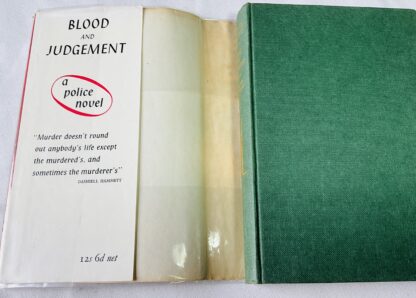 BLOOD
AND
JUDGEMENT
a
police
novel
"Murder doesn't round
out anybody's life except
the murdered's, and
sometimes the murderer's"
DASHIELL HAMMETT
12s 6d net